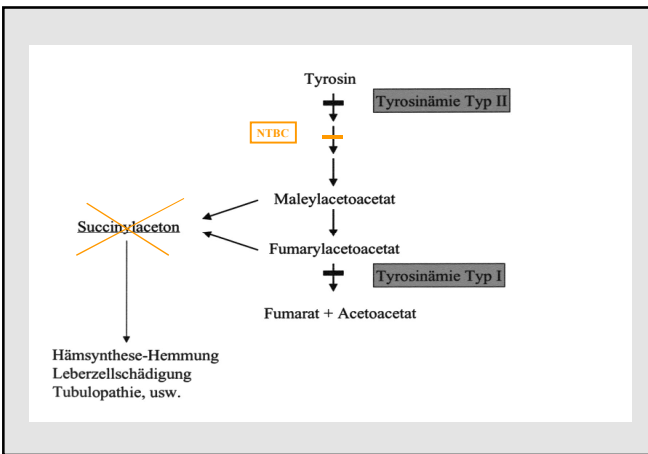 Tyrosin
Tyrosinämie Typ II
NTBC
Maleylacetoacetat
Succinylaceton
Fumarylacetoacetat
Tyrosinämie Typ I
Fumarat + Acetoacetat
Hämsynthese-Hemmung
Leberzellschädigung
Tubulopathie, usw.